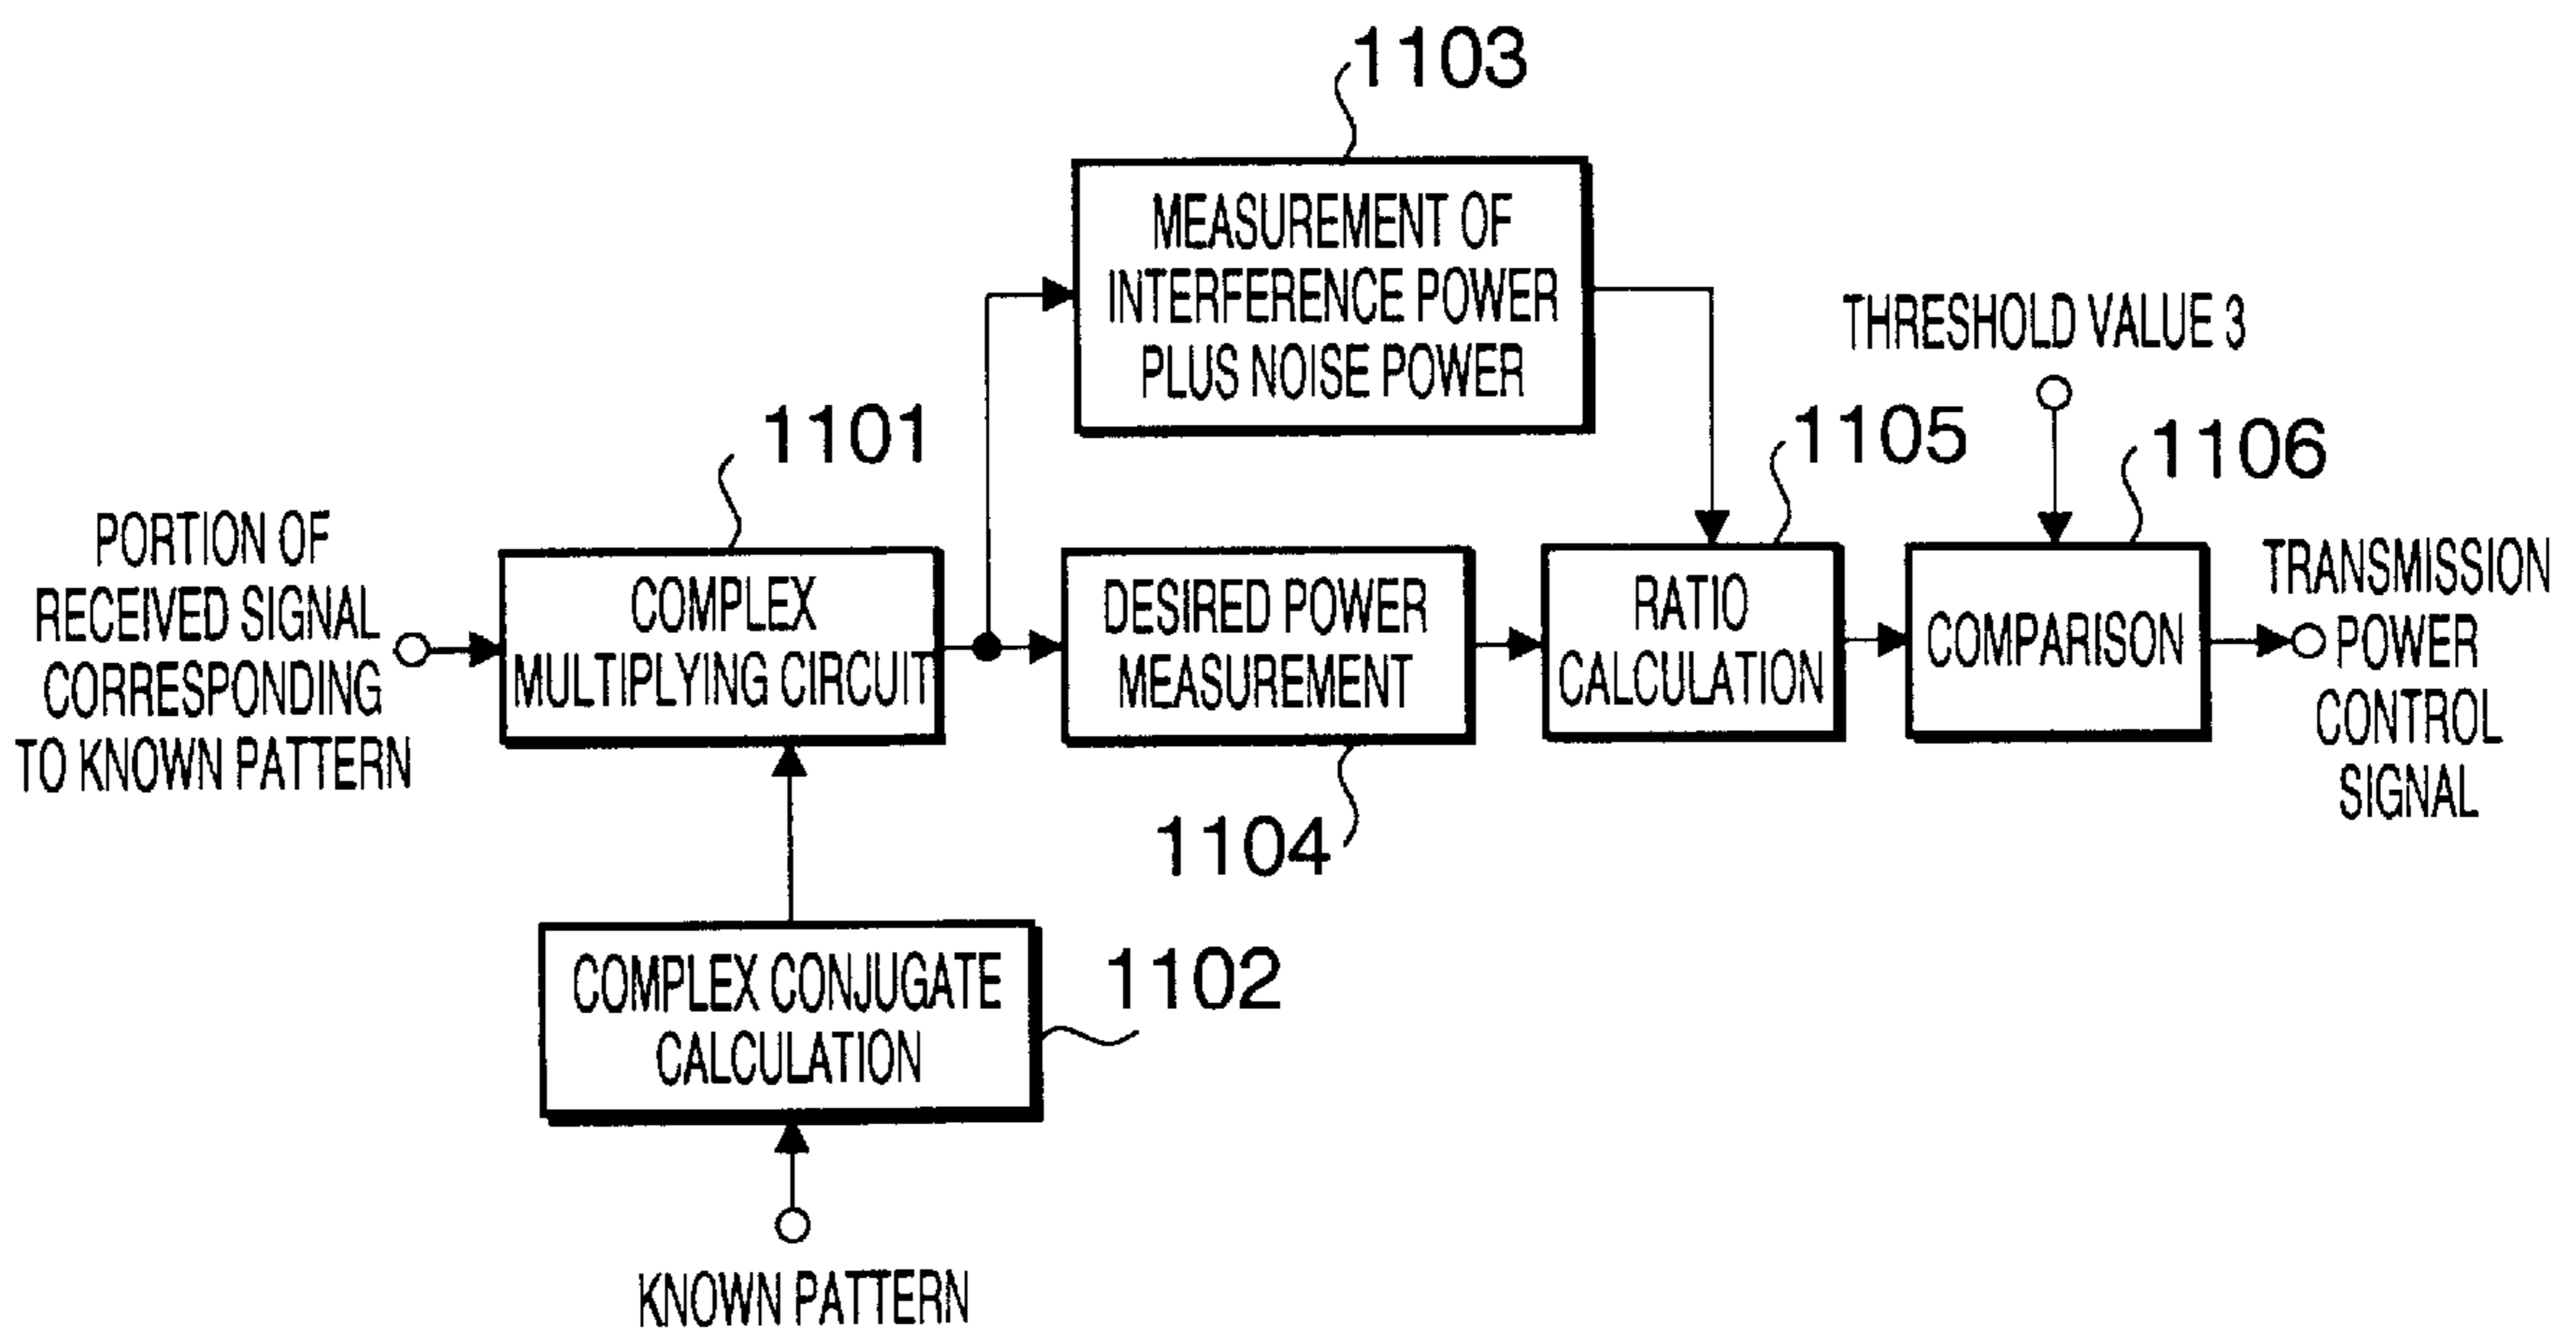 1103
MEASUREMENT OF
INTERFERENCE POWER
PLUS NOISE POWER
THRESHOLD VALUE 3
1101
1105
1106
PORTION OF
RECEIVED SIGNAL
CORRESPONDING
TO KNOWN PATTERN
COMPLEX
MULTIPLYING CIRCUIT
DESIRED POWER
MEASUREMENT
RATIO
CALCULATION
COMPARISON
TRANSMISSION
POWER
CONTROL
SIGNAL
1104
COMPLEX CONJUGATE
CALCULATION
1102
KNOWN PATTERN